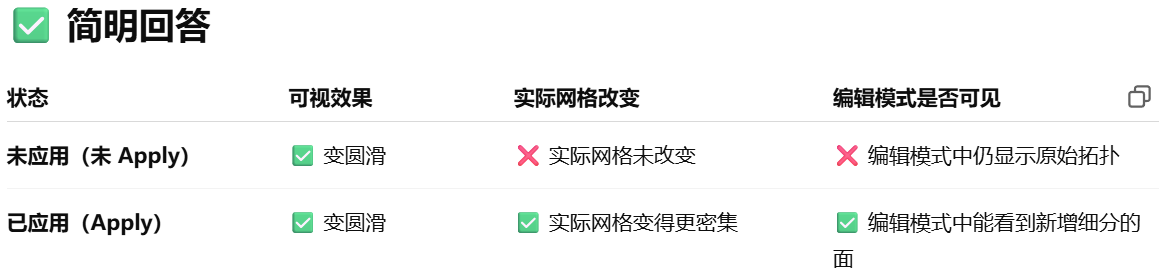 ✅ 简明回答
状态 可视效果 实际网格改变 编辑模式是否可见
未应用（未 Apply） ✅ 变圆滑 ❌ 实际网格未改变 ❌ 编辑模式中仍显示原始拓扑
已应用（Apply） ✅ 变圆滑 ✅ 实际网格变得更密集 ✅ 编辑模式中能看到新增细分的
面